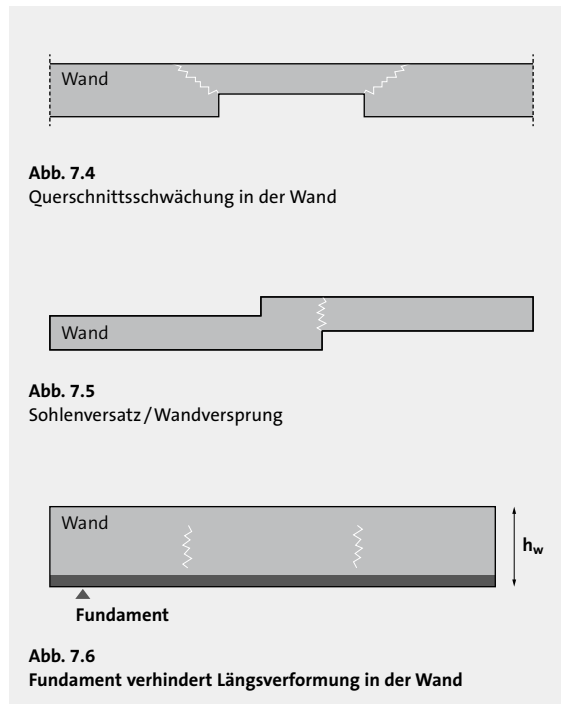 Wand
Abb. 7.4
Querschnittsschwächung in der Wand
Wand
Abb. 7.5
Sohlenversatz / Wandversprung
Wand
h_w
Fundament
Abb. 7.6
Fundament verhindert Längsverformung in der Wand